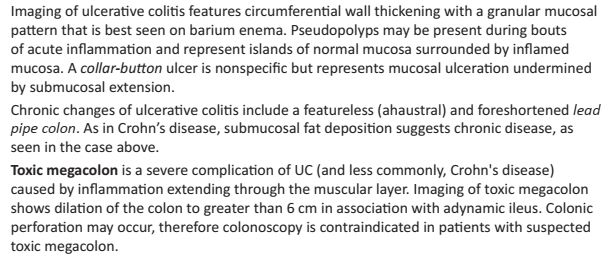 Imaging of ulcerative colitis features circumferential wall thickening with a granular mucosal
pattern that is best seen on barium enema. Pseudopolyps may be present during bouts
of acute inflammation and represent islands of normal mucosa surrounded by inflamed
mucosa. A collar-button ulcer is nonspecific but represents mucosal ulceration undermined
by submucosal extension.
Chronic changes of ulcerative colitis include a featureless (ahaustral) and foreshortened lead
pipe colon. As in Crohn’s disease, submucosal fat deposition suggests chronic disease, as
seen in the case above.
Toxic megacolon is a severe complication of UC (and less commonly, Crohn's disease)
caused by inflammation extending through the muscular layer. Imaging of toxic megacolon
shows dilation of the colon to greater than 6 cm in association with adynamic ileus. Colonic
perforation may occur, therefore colonoscopy is contraindicated in patients with suspected
toxic megacolon.